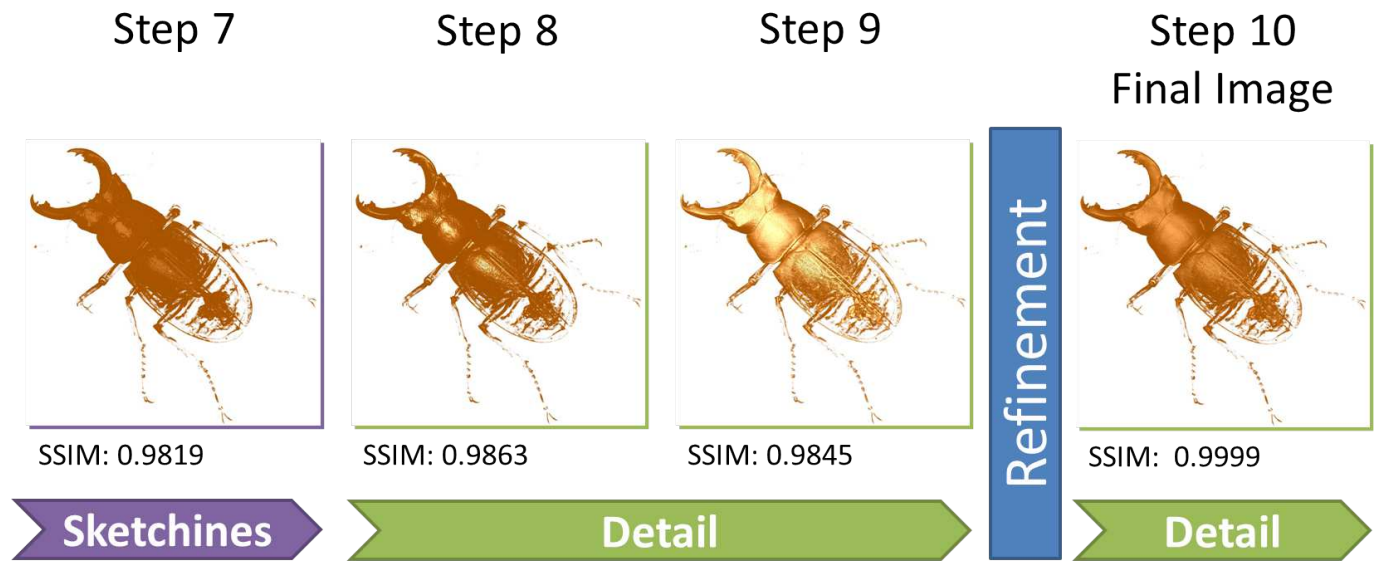 Step 7
Step 8
Step 9
Step 10
Final Image
SSIM: 0.9819
SSIM: 0.9863
SSIM: 0.9845
Refinement
SSIM: 0.9999
Sketchines
Detail
Detail